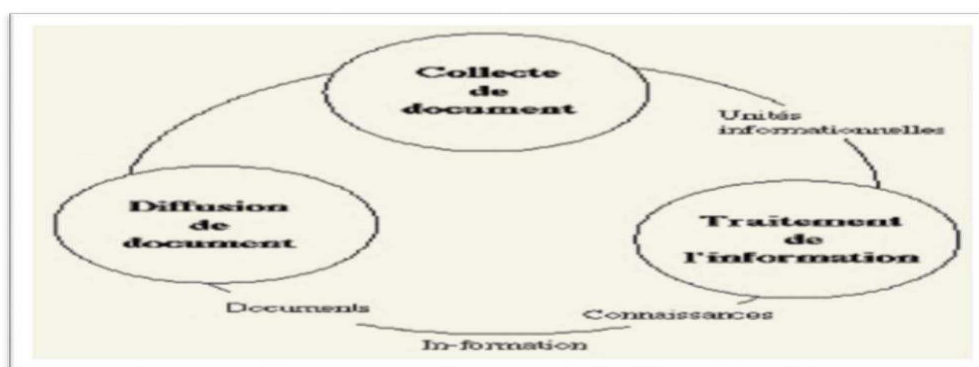 Collecte
de
document
Unités
informationnelles
Diffusion
de
document
Traitement
de
l'information
Documents
Connaissances
In-formation